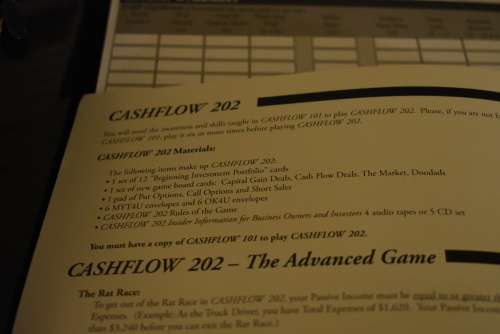 CASHFLOW® 202
You will need the awareness and skills taught in CASHFLOW 101 to play CASHFLOW 202. Please, if you are not
CASHFLOW 101, play it six or more times before playing CASHFLOW 202.
CASHFLOW 202 Materials:
The following items make up CASHFLOW 202:
• 1 set of 12 "Beginning Investment Portfolio" cards
• 1 set of new game board cards: Capital Gain Deals, Cash Flow Deals, The Market, Doodads
• 1 pad of Put Options, Call Options and Short Sales
• 6 MYT4U envelopes and 6 OK4U envelopes
• CASHFLOW 202 Rules of the Game
• CASHFLOW 202 Insider Information for Business Owners and Investors 4 audio tapes or 5 CD set
You must have a copy of CASHFLOW 101 to play CASHFLOW 202.
CASHFLOW® 202 – The Advanced Game
The Rat Race:
To get out of the Rat Race in CASHFLOW 202, your Passive Income must be equal to or greater
Expenses. (Example: As the Truck Driver, you have Total Expenses of $1,620. Your Passive
than $3,240 before you can exit the Rat Race.)